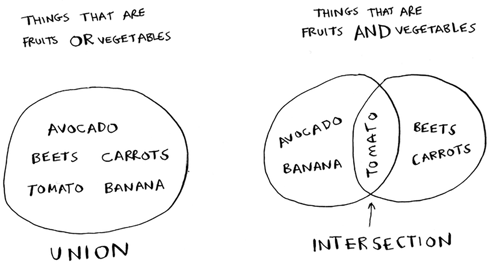 THINGS THAT ARE
FRUITS OR VEGETABLES
AVOCADO
BEETS CARROTS
TOMATO BANANA
UNION
THINGS THAT ARE
FRUITS AND VEGETABLES
AVOCADO
BANANA
TOMATO
BEETS
CARROTS
INTERSECTION